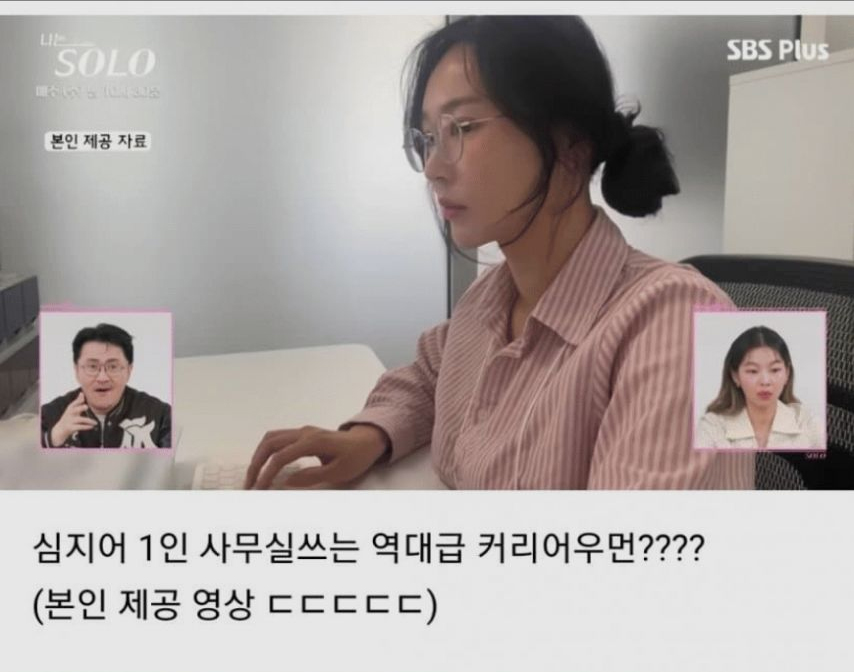 나는
SOLO
SBS Plus
본인 제공 자료
SOLO
심지어 1인 사무실쓰는 역대급 커리어우먼????
(본인 제공 영상 ㄷㄷㄷㄷㄷ)